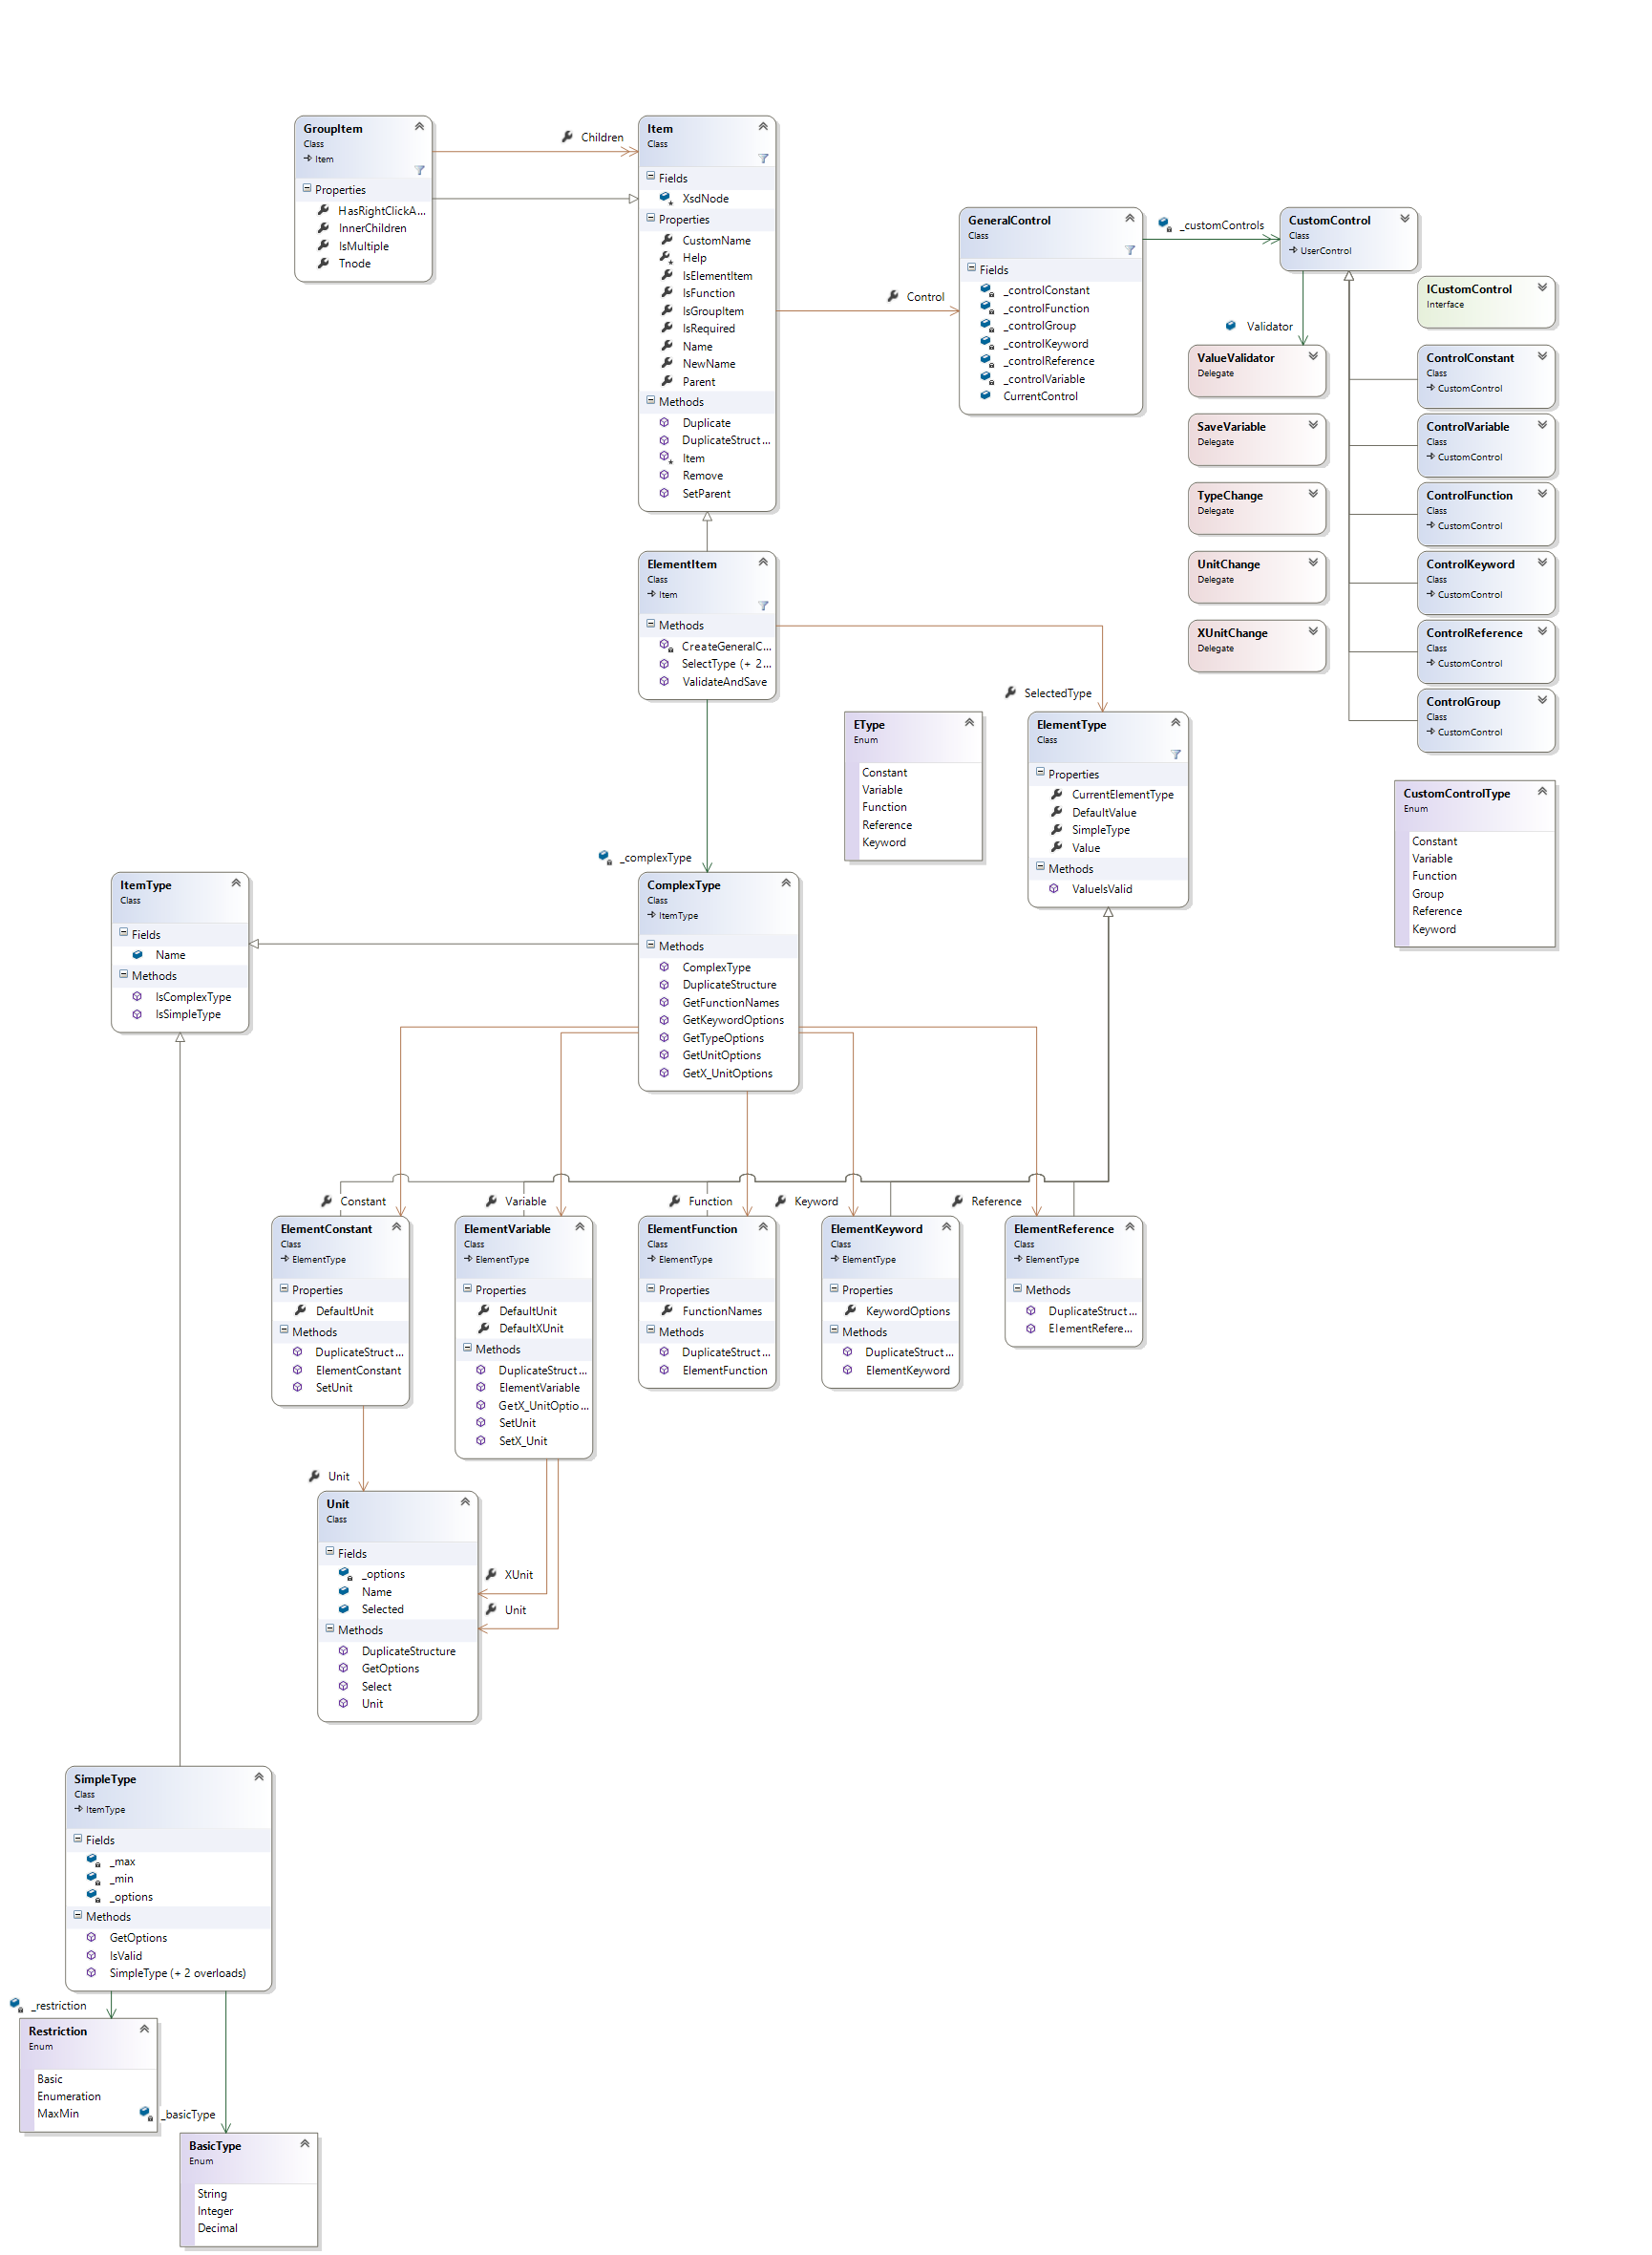 GroupItem
Class
Item
Properties
HasRightClickA...
InnerChildren
IsMultiple
Tnode
Children
Item
Class
Fields
XsdNode
Properties
CustomName
Help
IsElementItem
IsFunction
IsGroupItem
IsRequired
Name
NewName
Parent
Methods
Duplicate
DuplicateStruct...
Item
Remove
SetParent
Control
GeneralControl
Class
Fields
_controlConstant
_controlFunction
_controlGroup
_controlKeyword
_controlReference
_controlVariable
CurrentControl
_customControls
CustomControl
Class
UserControl
ICustomControl
Interface
Validator
ValueValidator
Delegate
SaveVariable
Delegate
TypeChange
Delegate
UnitChange
Delegate
XUnitChange
Delegate
ControlConstant
Class
CustomControl
ControlVariable
Class
CustomControl
ControlFunction
Class
CustomControl
ControlKeyword
Class
CustomControl
ControlReference
Class
CustomControl
ControlGroup
Class
CustomControl
ElementItem
Class
Item
Methods
CreateGeneralC...
SelectType (+ 2...
ValidateAndSave
SelectedType
EType
Enum
Constant
Variable
Function
Reference
Keyword
ElementType
Class
Properties
CurrentElementType
DefaultValue
SimpleType
Value
Methods
ValueIsValid
CustomControlType
Enum
Constant
Variable
Function
Group
Reference
Keyword
_complexType
ItemType
Class
Fields
Name
Methods
IsComplexType
IsSimpleType
ComplexType
Class
ItemType
Methods
ComplexType
DuplicateStructure
GetFunctionNames
GetKeywordOptions
GetTypeOptions
GetUnitOptions
GetX_UnitOptions
Constant
Variable
Function
Keyword
Reference
ElementConstant
Class
ElementType
Properties
DefaultUnit
Methods
DuplicateStruct...
ElementConstant
SetUnit
ElementVariable
Class
ElementType
Properties
DefaultUnit
DefaultXUnit
Methods
DuplicateStruct...
ElementVariable
GetX_UnitOptio...
SetUnit
SetX_Unit
ElementFunction
Class
ElementType
Properties
FunctionNames
Methods
DuplicateStruct...
ElementFunction
ElementKeyword
Class
ElementType
Properties
KeywordOptions
Methods
DuplicateStruct...
ElementKeyword
ElementReference
Class
ElementType
Methods
DuplicateStruct...
ElementRefere...
Unit
Unit
Class
Fields
_options
Name
Selected
Methods
DuplicateStructure
GetOptions
Select
Unit
XUnit
Unit
SimpleType
Class
ItemType
Fields
_max
_min
_options
Methods
GetOptions
IsValid
SimpleType (+ 2 overloads)
_restriction
Restriction
Enum
Basic
Enumeration
MaxMin
_basicType
BasicType
Enum
String
Integer
Decimal